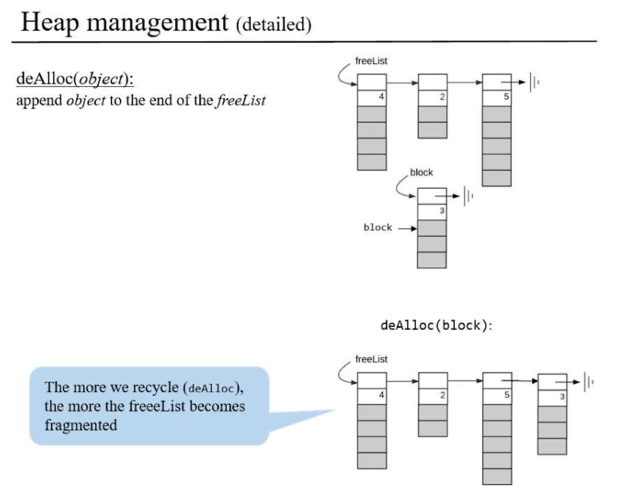 Heap management (detailed)
deAlloc(object):
append object to the end of the freeList
freeList
4
2
5
block
3
block
deAlloc(block):
The more we recycle (deAlloc),
the more the freeeList becomes
fragmented
freeList
4
2
5
3